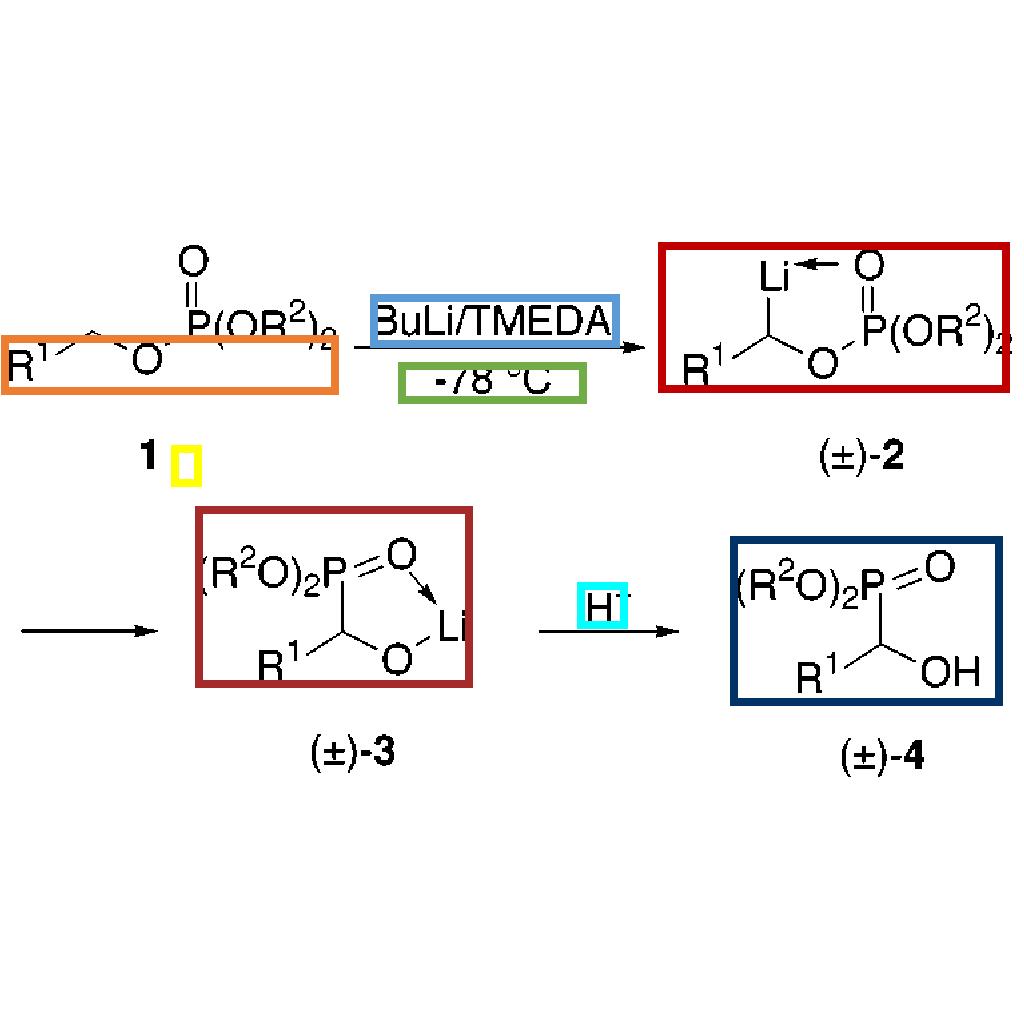 O
P(OR²)₂
R¹ O
BuLi/TMEDA
-78 °C
1
Li O
P(OR²)₂
R¹ O
(±)-2
(R²O)₂P O
Li
R¹ O
(±)-3
H⁺
(R²O)₂P O
R¹ OH
(±)-4